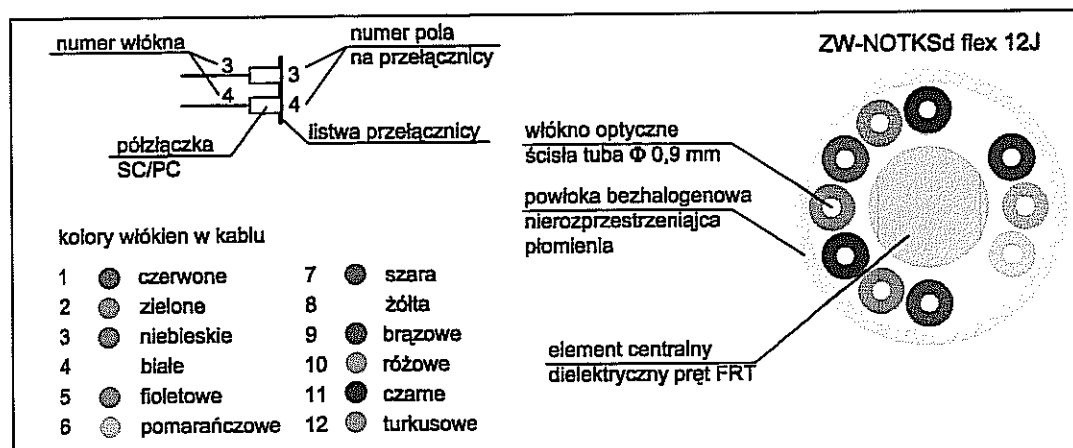 numer włókna
3
4
3
4
numer pola
na przełącznicy
półzłączka
SC/PC
listwa przełącznicy
kolory włókien w kablu
1 czerwone
2 zielone
3 niebieskie
4 białe
5 fioletowe
6 pomarańczowe
7 szara
8 żółta
9 brązowe
10 różowe
11 czarne
12 turkusowe
ZW-NOTKSd flex 12J
włókno optyczne
ścisła tuba Φ 0,9 mm
powłoka bezhalogenowa
nierozprzestrzeniająca
płomienia
element centralny
dielektryczny pręt FRT